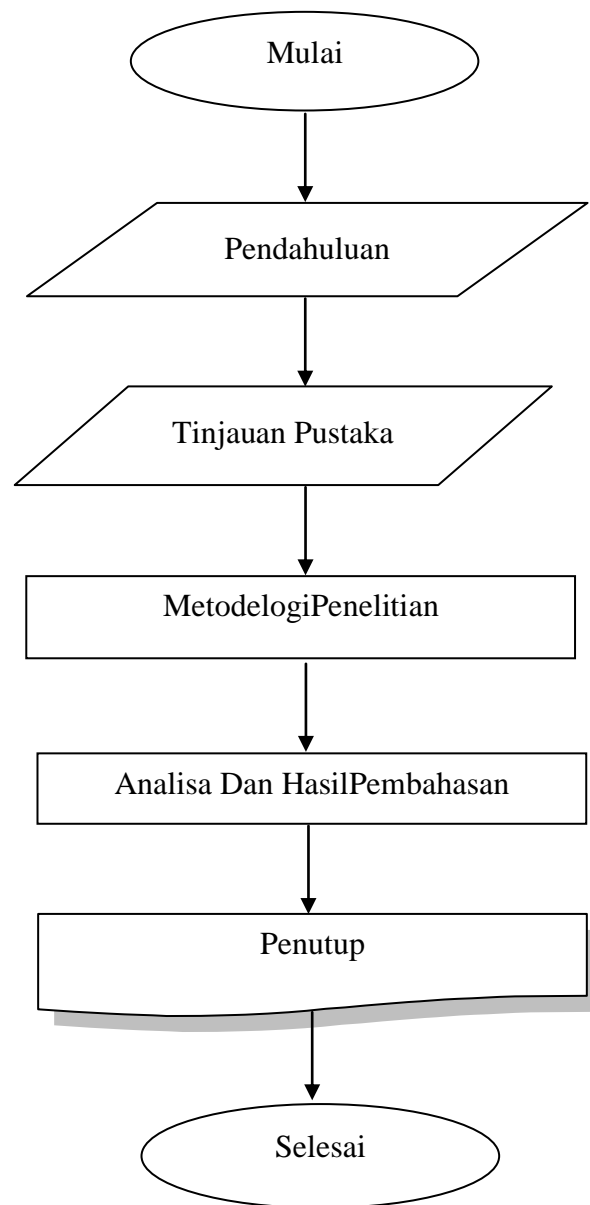 Mulai
Pendahuluan
Tinjauan Pustaka
MetodelogiPenelitian
Analisa Dan HasilPembahasan
Penutup
Selesai